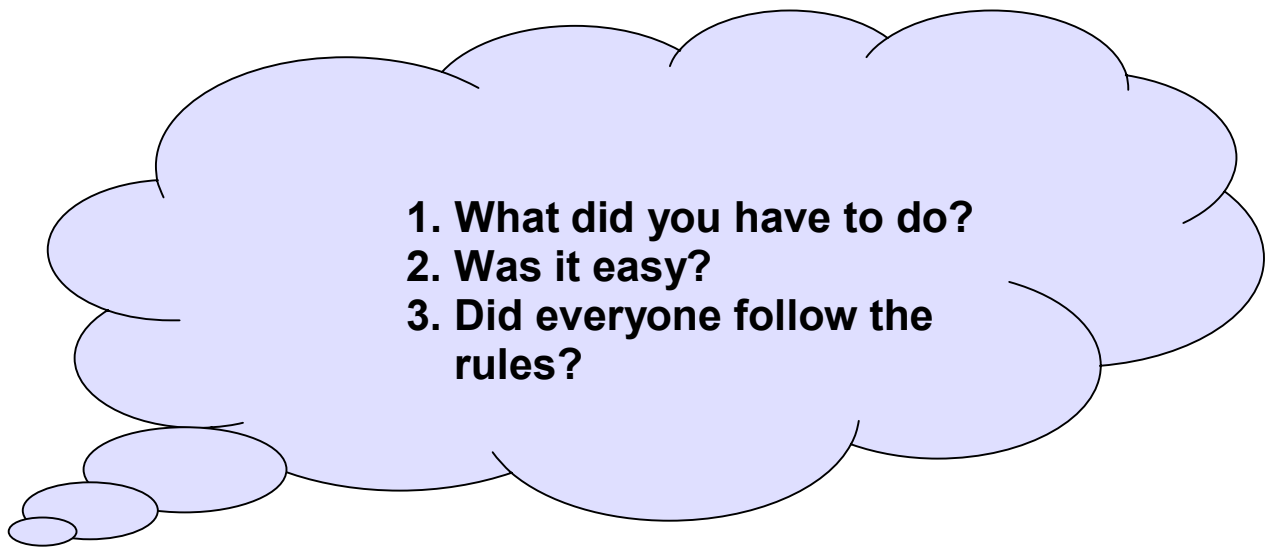 1. What did you have to do?
2. Was it easy?
3. Did everyone follow the
rules?